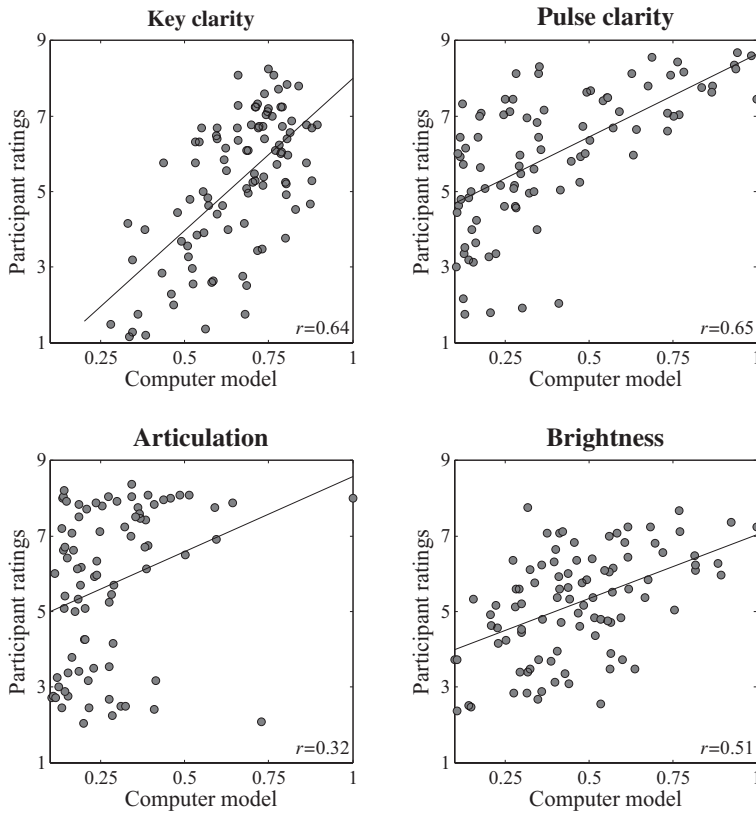 Key clarity
9
7
5
3
1
Participant ratings
0.25
0.5
0.75
1
r=0.64
Computer model
Pulse clarity
9
7
5
3
1
Participant ratings
0.25
0.5
0.75
1
r=0.65
Computer model
Articulation
9
7
5
3
1
Participant ratings
0.25
0.5
0.75
1
r=0.32
Computer model
Brightness
9
7
5
3
1
Participant ratings
0.25
0.5
0.75
1
r=0.51
Computer model